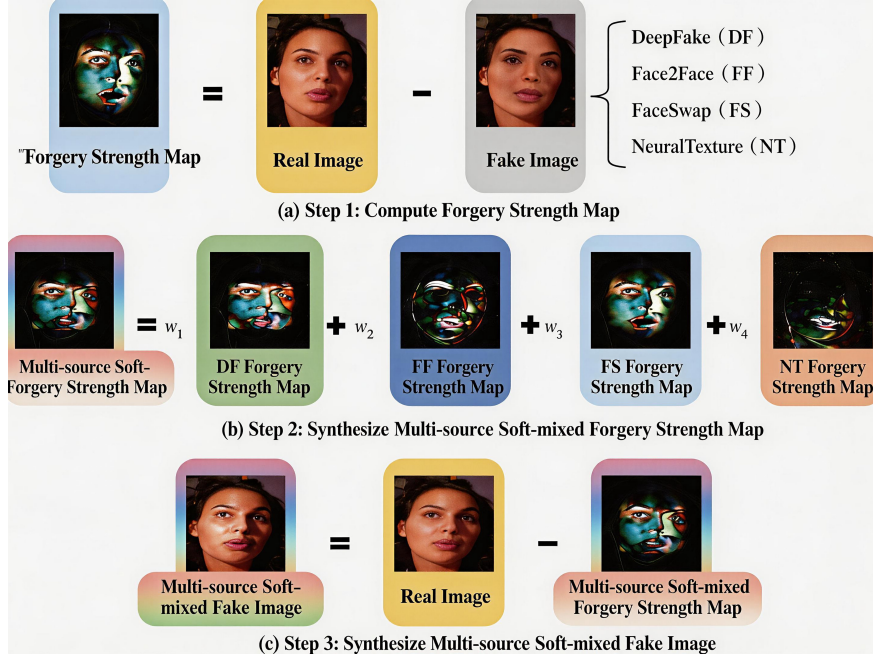 DeepFake (DF)
Face2Face (FF)
FaceSwap (FS)
NeuralTexture (NT)
"Forgery Strength Map
=
Real Image
-
Fake Image
(a) Step 1: Compute Forgery Strength Map
Multi-source Soft-
Forgery Strength Map
= w1
DF Forgery
Strength Map
+ w2
FF Forgery
Strength Map
+ w3
FS Forgery
Strength Map
+ w4
NT Forgery
Strength Map
(b) Step 2: Synthesize Multi-source Soft-mixed Forgery Strength Map
Multi-source Soft-
mixed Fake Image
=
Real Image
-
Multi-source Soft-mixed
Forgery Strength Map
(c) Step 3: Synthesize Multi-source Soft-mixed Fake Image